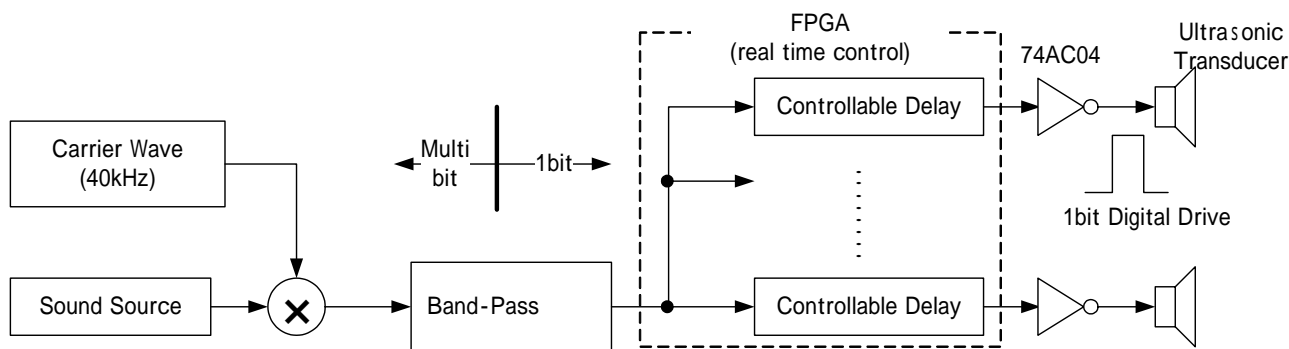 FPGA
(real time control)
74AC04
Ultrasonic
Transducer
Controllable Delay
Carrier Wave
(40kHz)
Multi
bit
1bit
1bit Digital Drive
Sound Source
×
Band-Pass
Controllable Delay